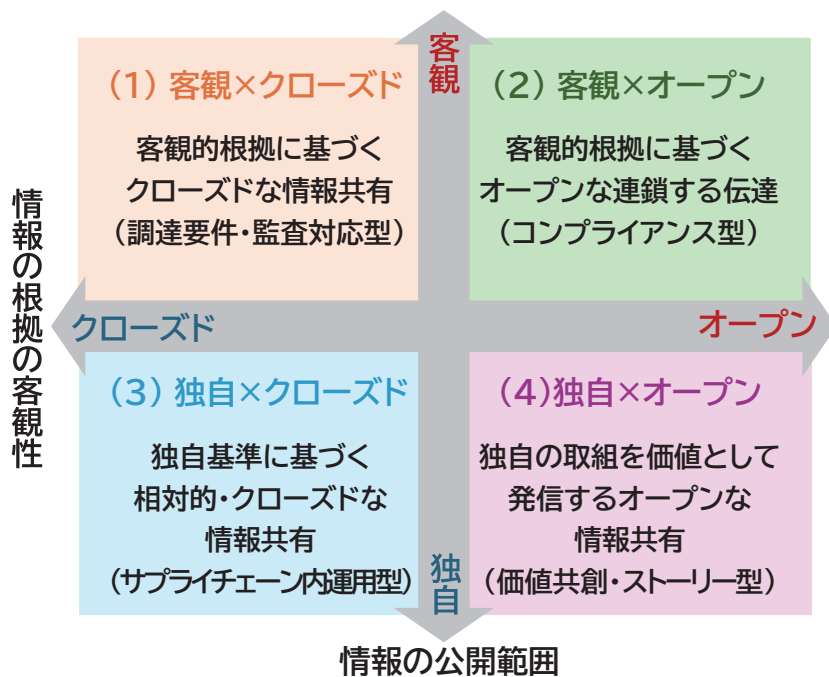 客観
(1) 客観×クローズド
客観的根拠に基づく
クローズドな情報共有
(調達要件・監査対応型)
(2) 客観×オープン
客観的根拠に基づく
オープンな連鎖する伝達
(コンプライアンス型)
情報の根拠の客観性
クローズド
オープン
(3) 独自×クローズド
独自基準に基づく
相対的・クローズドな
情報共有
(サプライチェーン内運用型)
(4)独自×オープン
独自の取組を価値として
発信するオープンな
情報共有
(価値共創・ストーリー型)
独自
情報の公開範囲